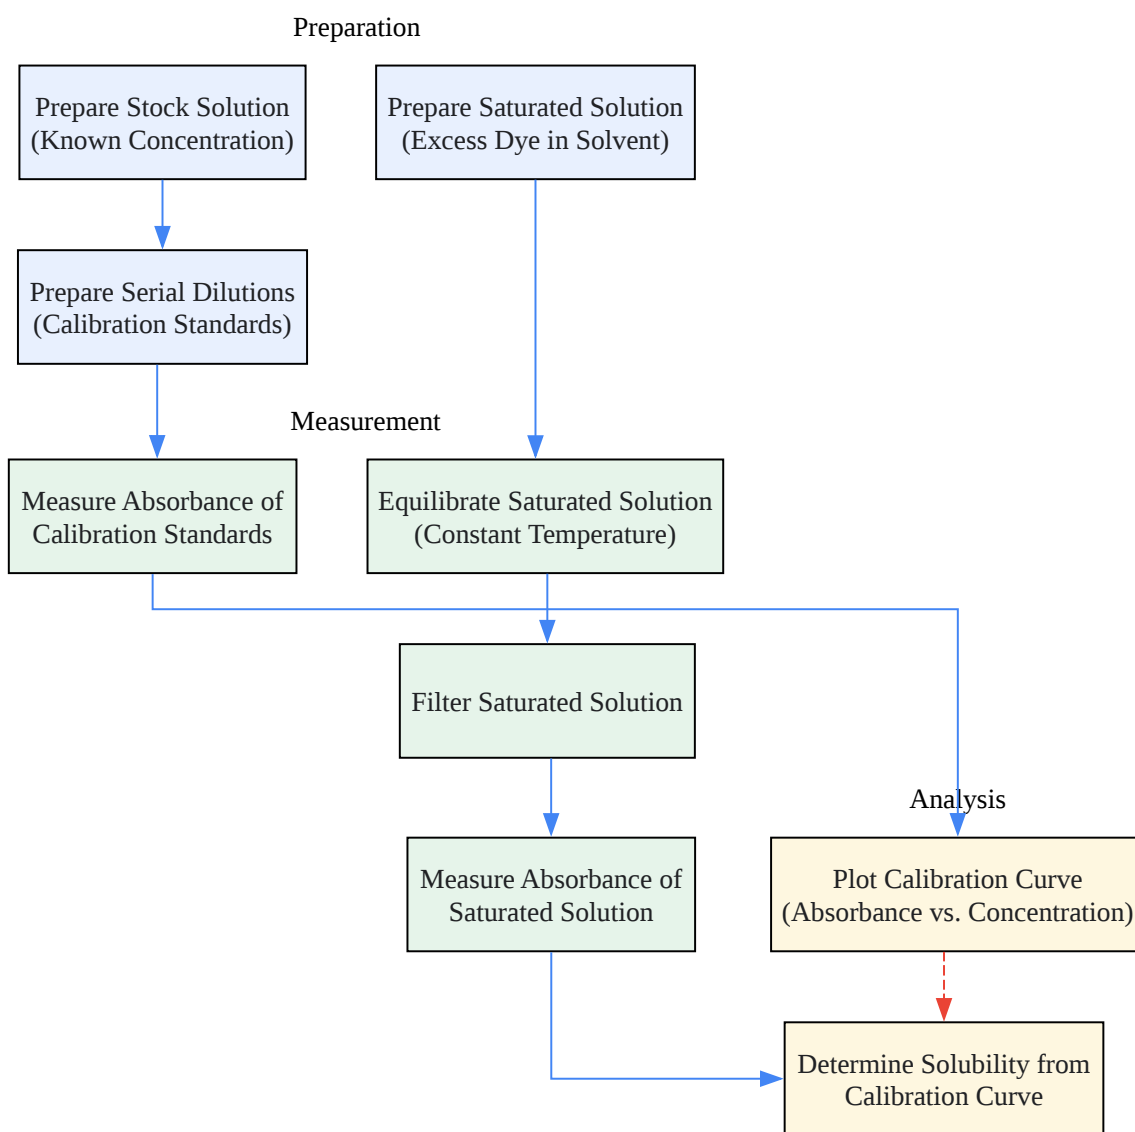 Preparation
Prepare Stock Solution
(Known Concentration)
Prepare Saturated Solution
(Excess Dye in Solvent)
Prepare Serial Dilutions
(Calibration Standards)
Measurement
Measure Absorbance of
Calibration Standards
Equilibrate Saturated Solution
(Constant Temperature)
Filter Saturated Solution
Analysis
Measure Absorbance of
Saturated Solution
Plot Calibration Curve
(Absorbance vs. Concentration)
Determine Solubility from
Calibration Curve